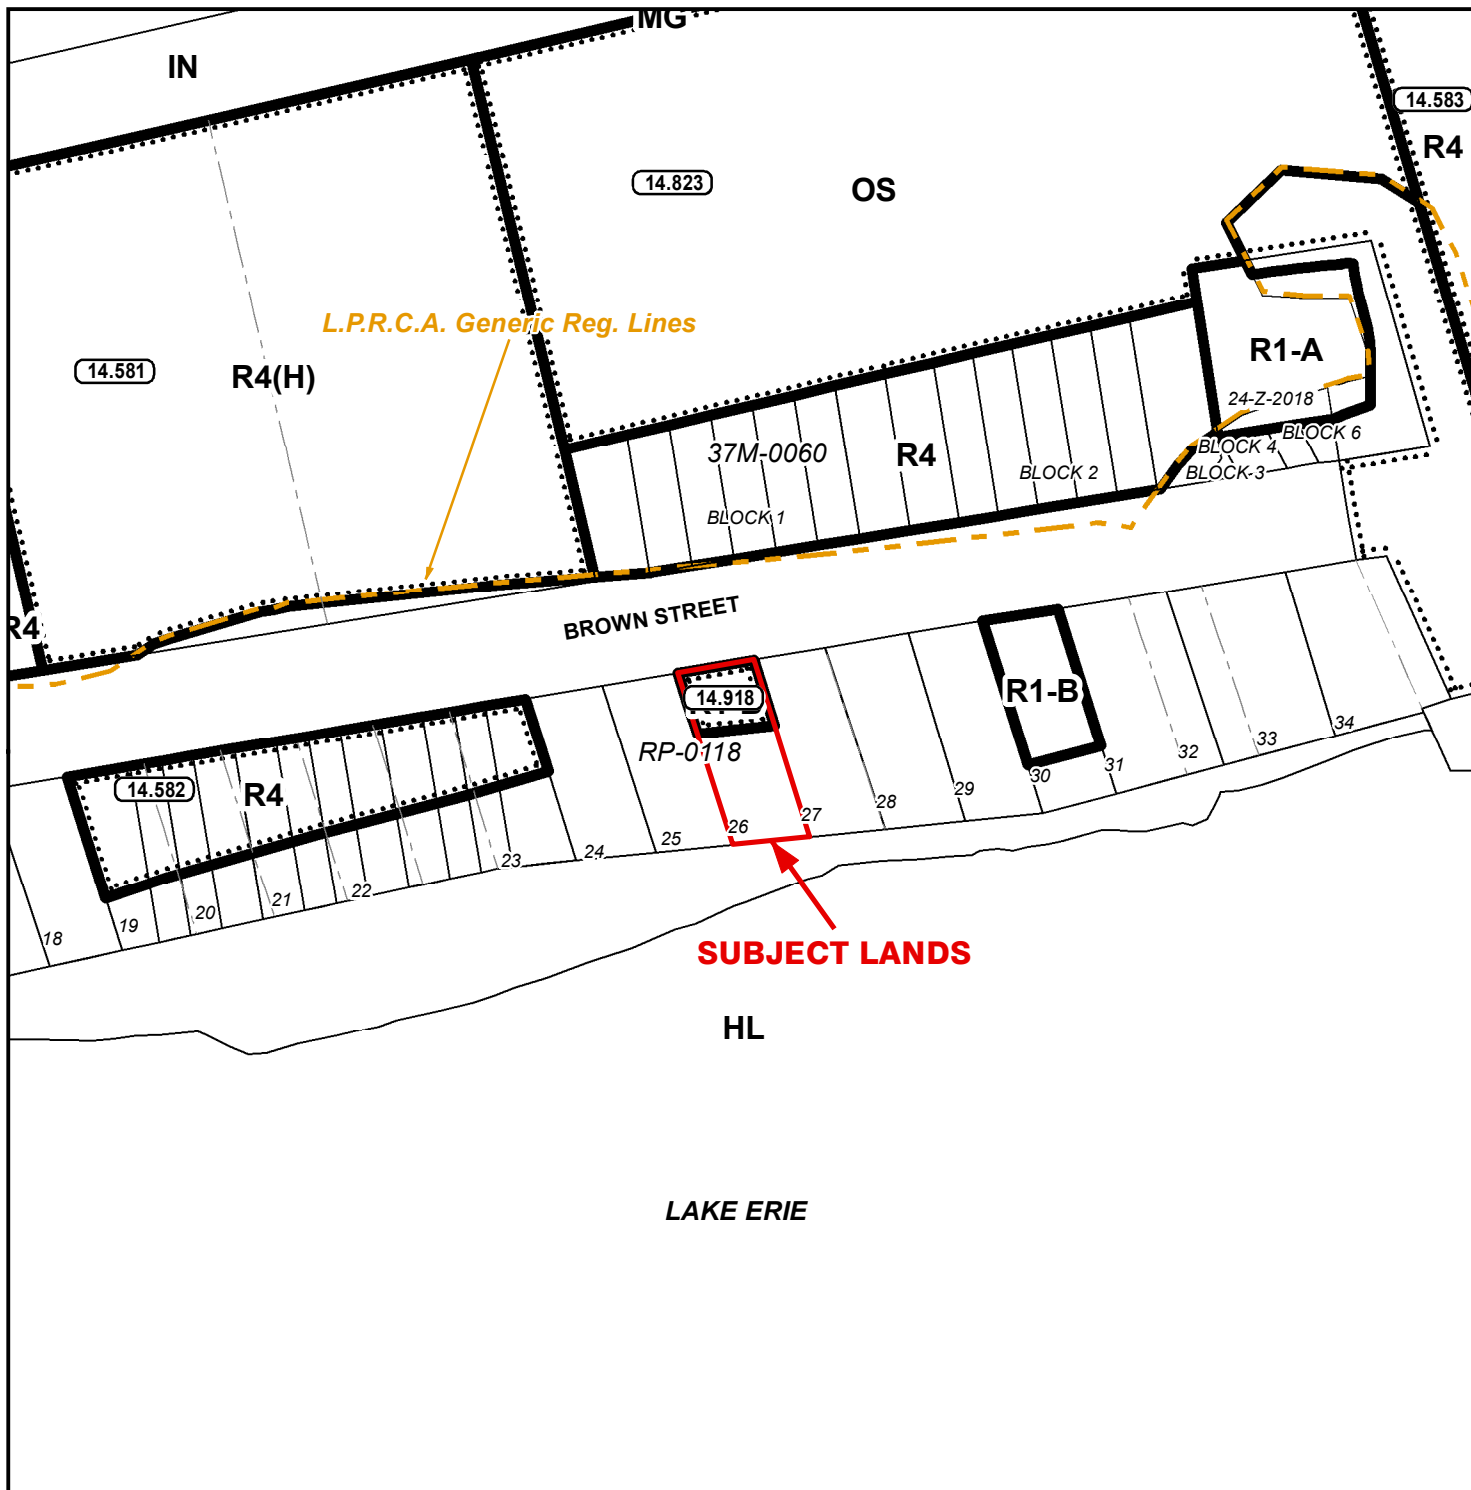 MG
IN
14.583
R4
14.823
OS
L.P.R.C.A. Generic Reg. Lines
14.581
R4(H)
R1-A
24-Z-2018
37M-0060
R4
BLOCK 6
BLOCK 4
BLOCK 3
BLOCK 2
BLOCK 1
R4
BROWN STREET
14.918
R1-B
RP-0118
14.582
R4
34
33
32
31
30
29
28
27
26
25
24
23
22
21
20
19
18
SUBJECT LANDS
HL
LAKE ERIE